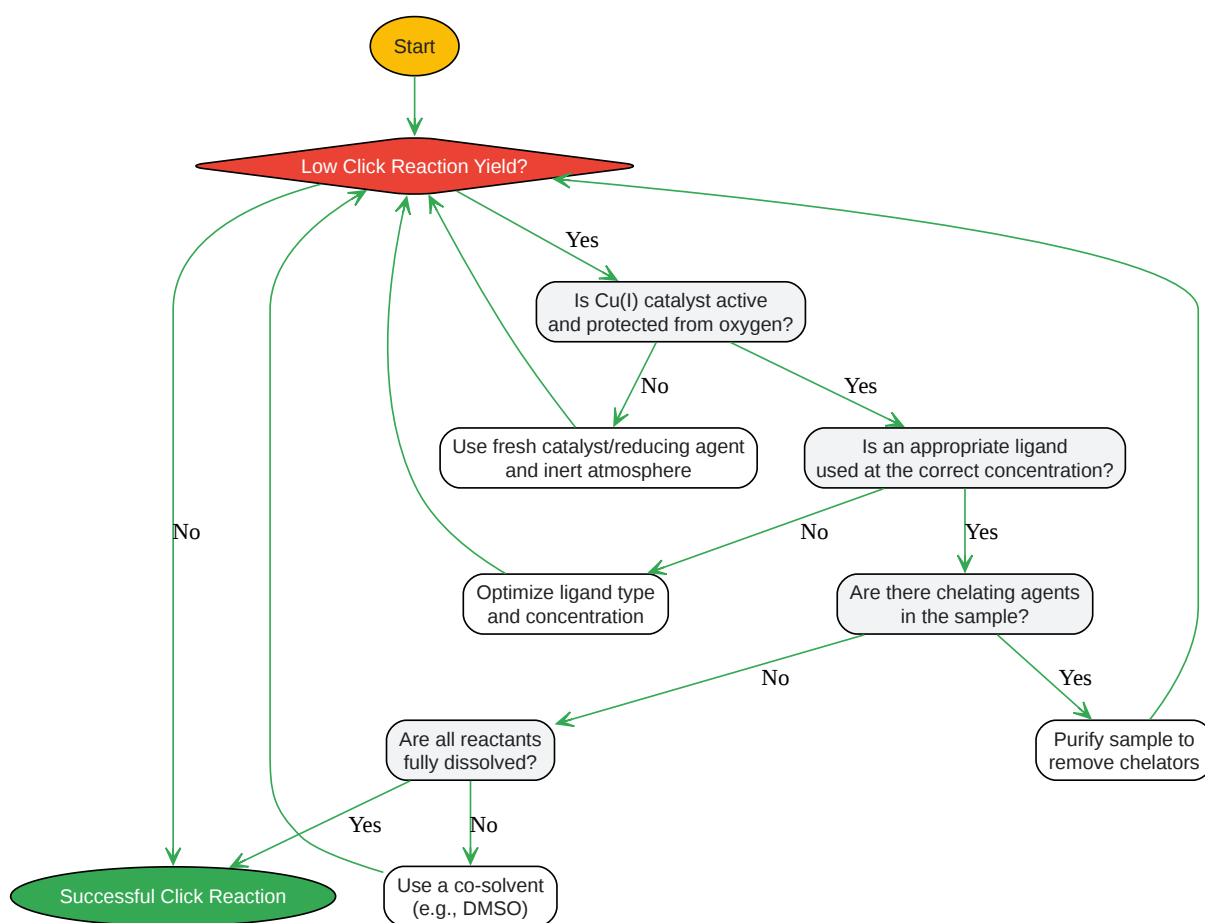 Start
Low Click Reaction Yield?
Yes
Is Cu(I) catalyst active
and protected from oxygen?
No
Yes
Use fresh catalyst/reducing agent
and inert atmosphere
Is an appropriate ligand
used at the correct concentration?
No
No
Yes
Optimize ligand type
and concentration
Are there chelating agents
in the sample?
No
Yes
Are all reactants
fully dissolved?
Purify sample to
remove chelators
Yes
No
Successful Click Reaction
Use a co-solvent
(e.g., DMSO)